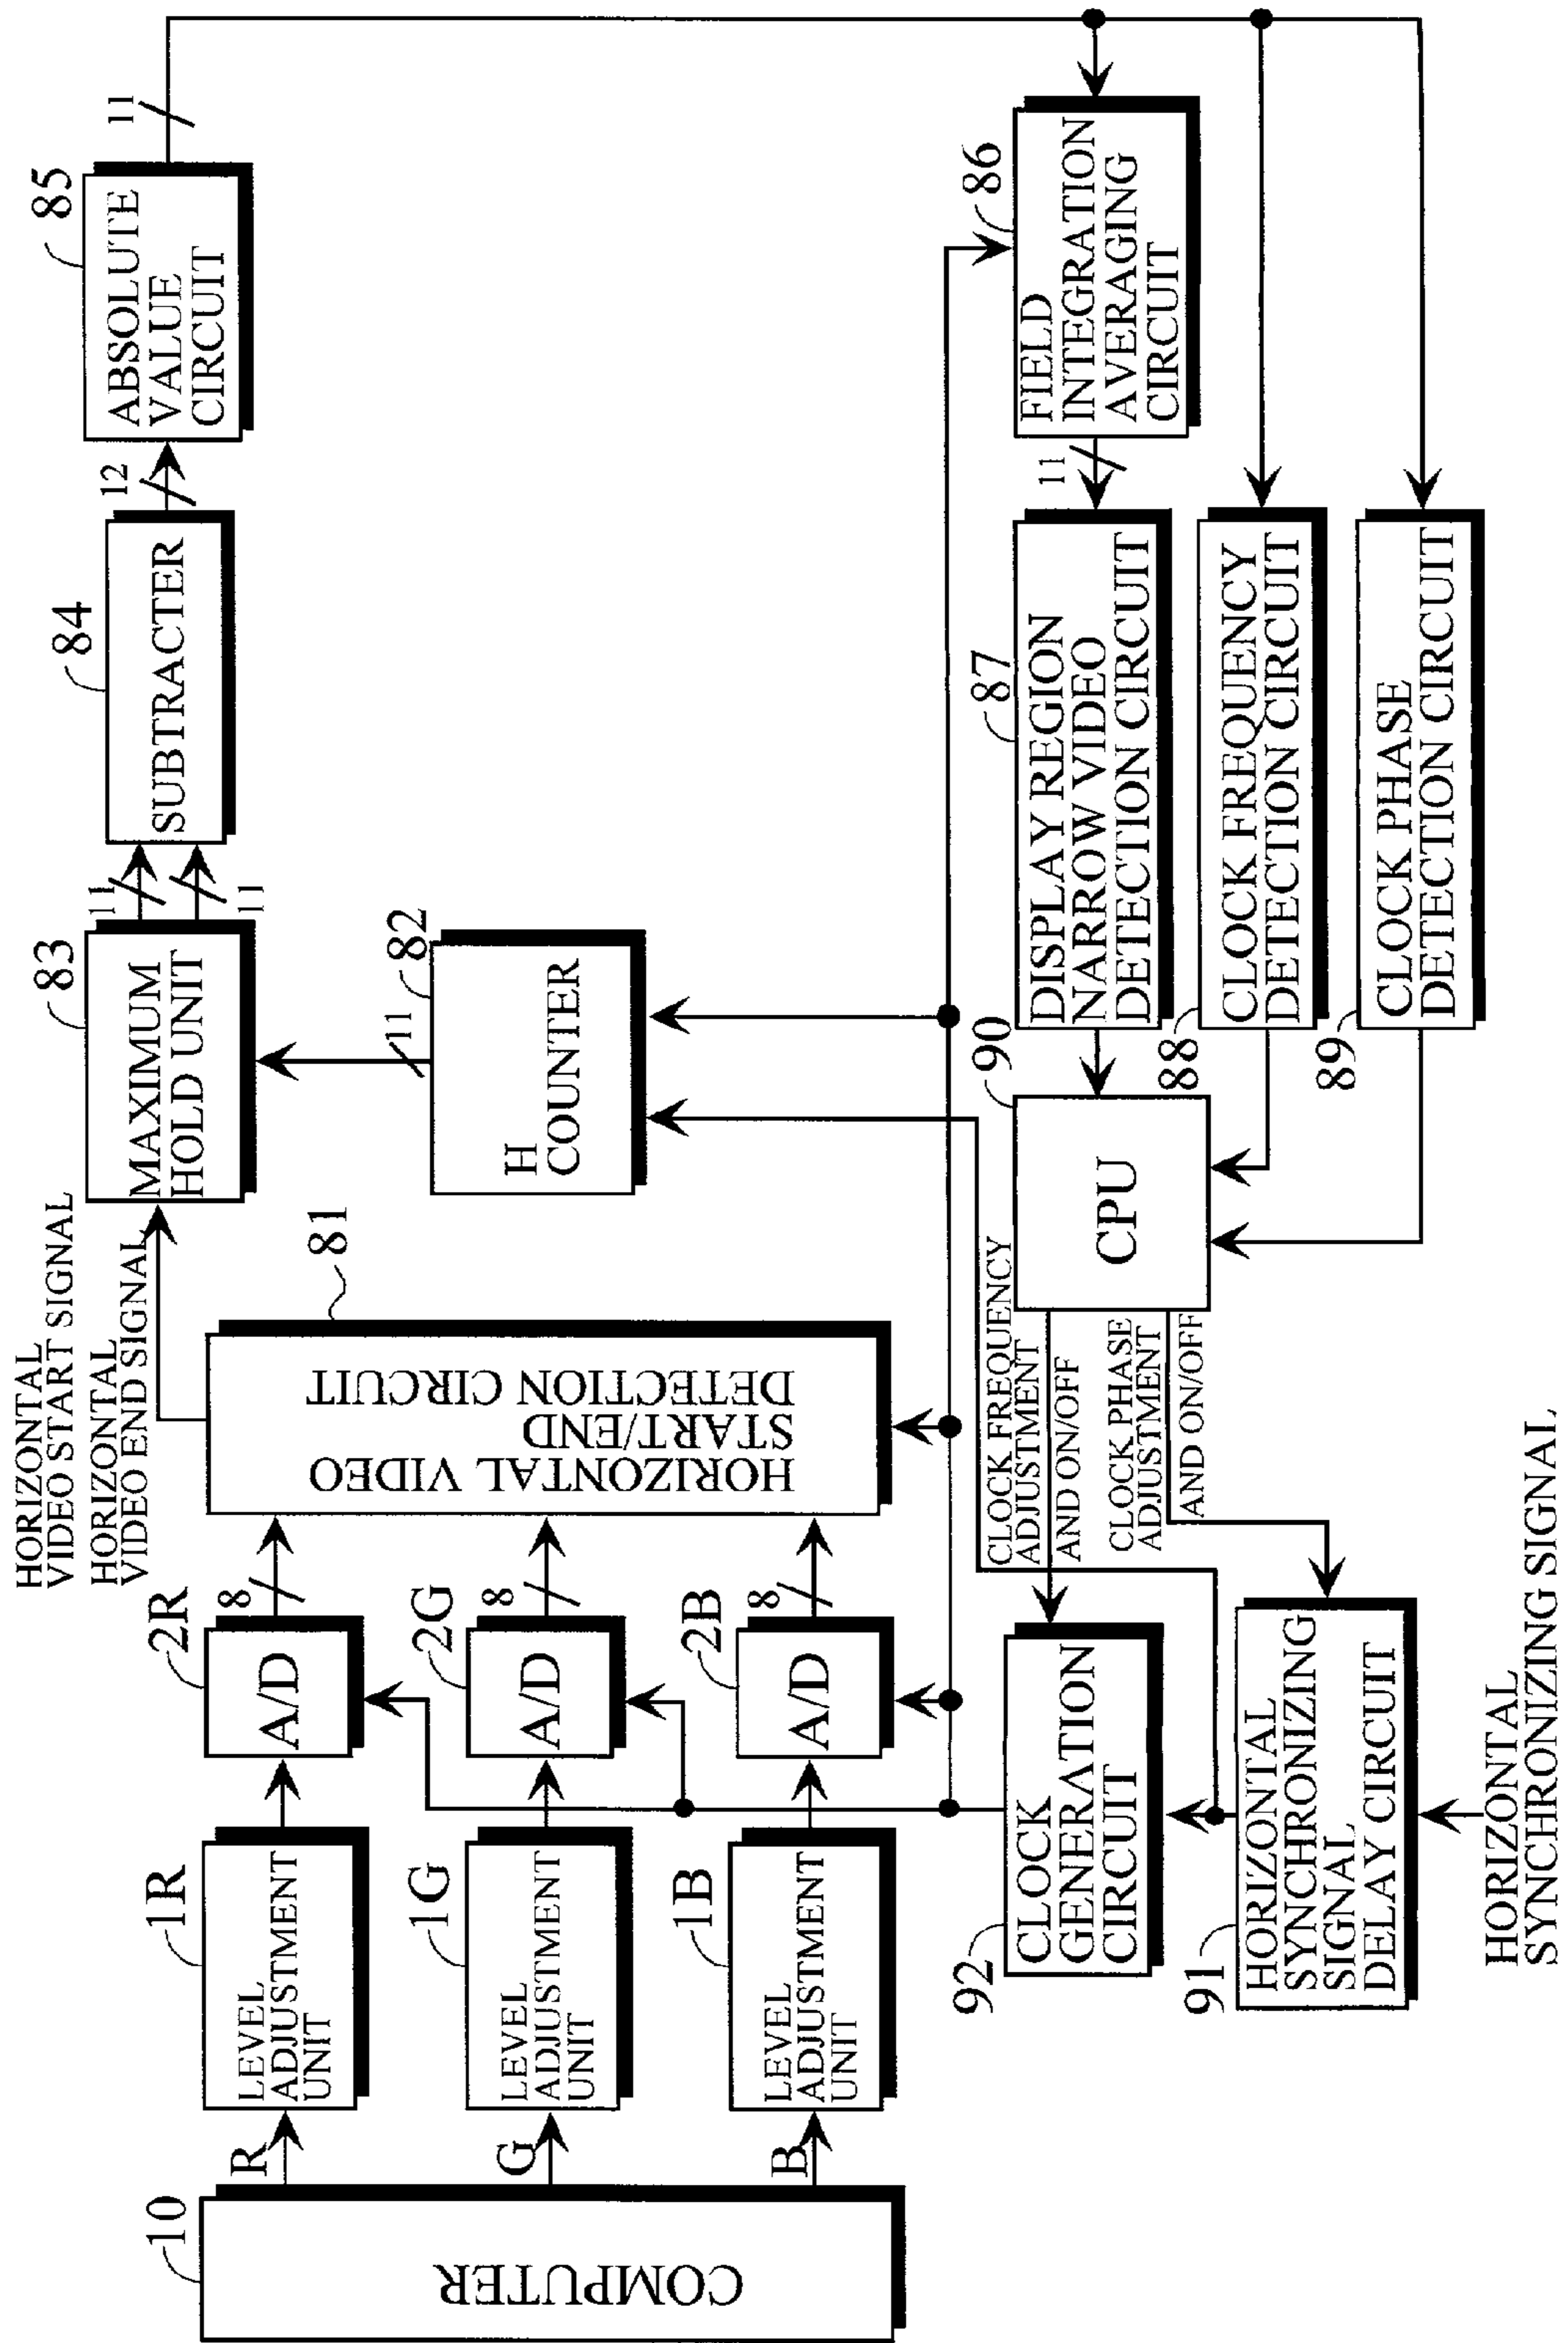 10
COMPUTER
R
G
B
1R
LEVEL
ADJUSTMENT
UNIT
1G
LEVEL
ADJUSTMENT
UNIT
1B
LEVEL
ADJUSTMENT
UNIT
2R
A/D
8
2G
A/D
8
2B
A/D
8
HORIZONTAL
VIDEO START SIGNAL
HORIZONTAL
VIDEO END SIGNAL
81
HORIZONTAL VIDEO
START/END
DETECTION CIRCUIT
83
MAXIMUM
HOLD UNIT
11
11
82
H
COUNTER
11
84
SUBTRACTER
12
85
ABSOLUTE
VALUE
CIRCUIT
11
86
FIELD
INTEGRATION
AVERAGING
CIRCUIT
11
87
DISPLAY REGION
NARROW VIDEO
DETECTION CIRCUIT
88
CLOCK FREQUENCY
DETECTION CIRCUIT
89
CLOCK PHASE
DETECTION CIRCUIT
90
CPU
CLOCK FREQUENCY
ADJUSTMENT
AND ON/OFF
CLOCK PHASE
ADJUSTMENT
AND ON/OFF
92
CLOCK
GENERATION
CIRCUIT
91
HORIZONTAL
SYNCHRONIZING
SIGNAL
DELAY CIRCUIT
HORIZONTAL
SYNCHRONIZING SIGNAL